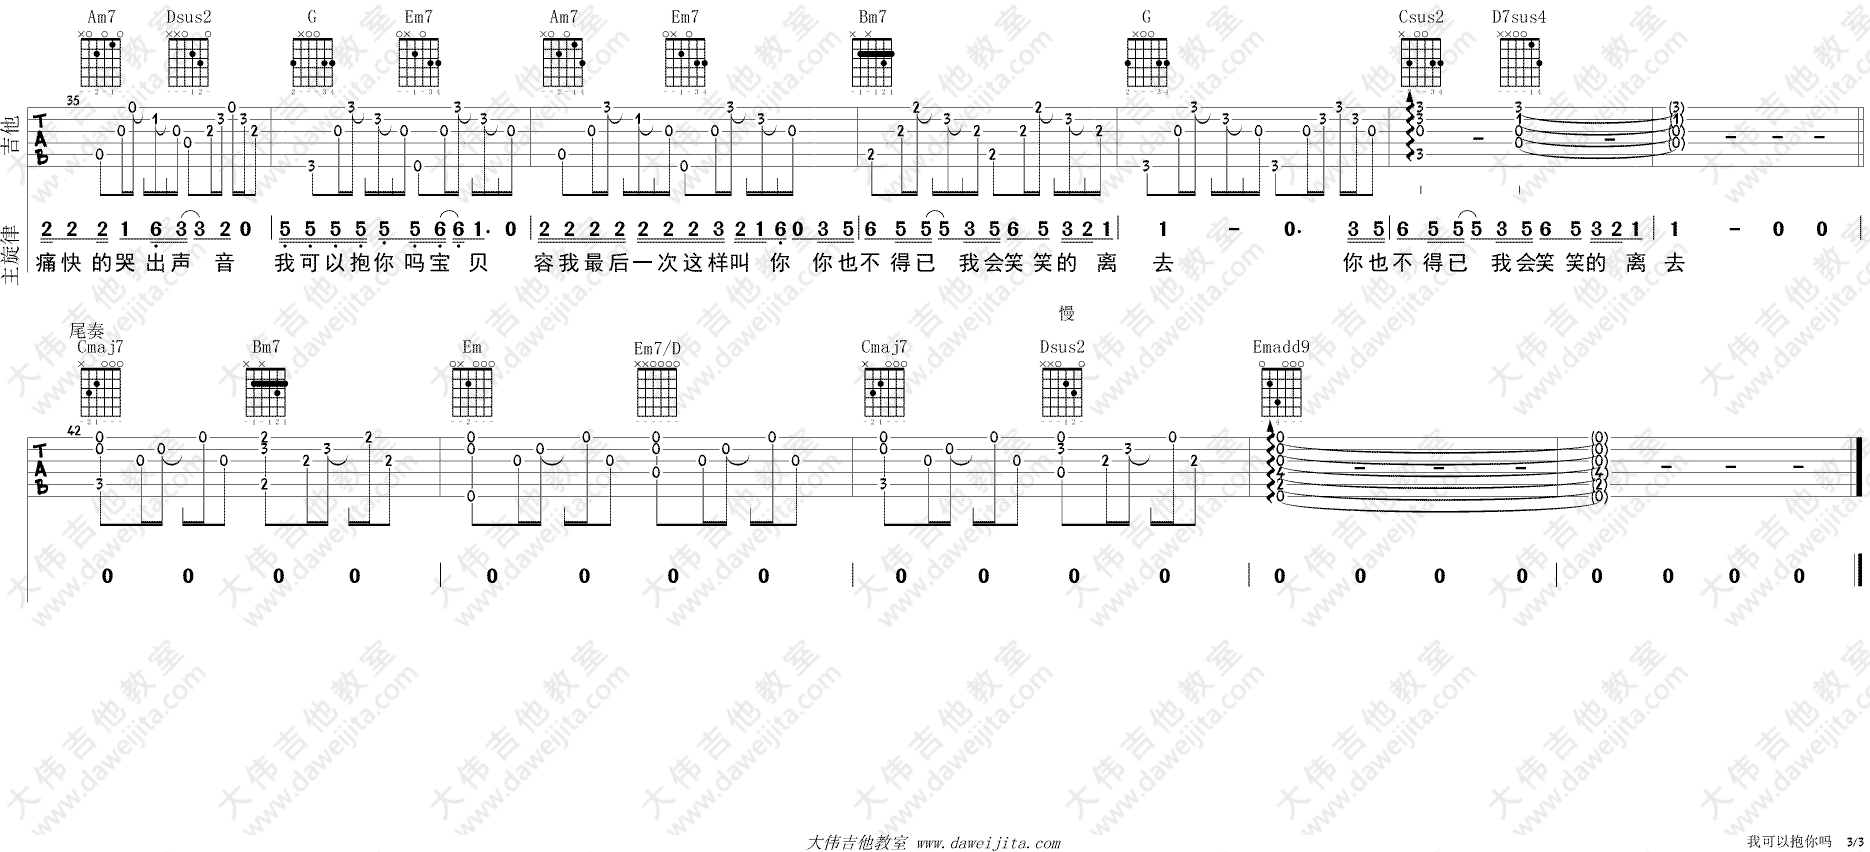 Am7 Dsus2 G Em7 Am7 Em7 Bm7 G Csus2 D7sus4
35
吉他
TAB
主旋律
2 2 2 1 6 3 3 2 0 5 5 5 5 5 5 6 6 1. 0 2 2 2 2 2 2 2 3 2 1 6 0 3 5 6 5 5 5 3 5 6 5 3 2 1 1 - 0. 3 5 6 5 5 5 3 5 6 5 3 2 1 1 - 0 0
痛快的哭出声 音 我可以抱你吗宝 贝 容我最后一次这样叫 你 你也不得已 我会笑笑的 离 去 你也不得已 我会笑笑的 离 去
慢
尾奏
Cmaj7 Bm7 Em Em7/D Cmaj7 Dsus2 Emadd9
42
TAB
0 0 0 0 0 0 0 0 0 0 0 0 0 0 0 0 0 0 0 0
大伟吉他教室 www.daweijita.com
我可以抱你吗 3/3